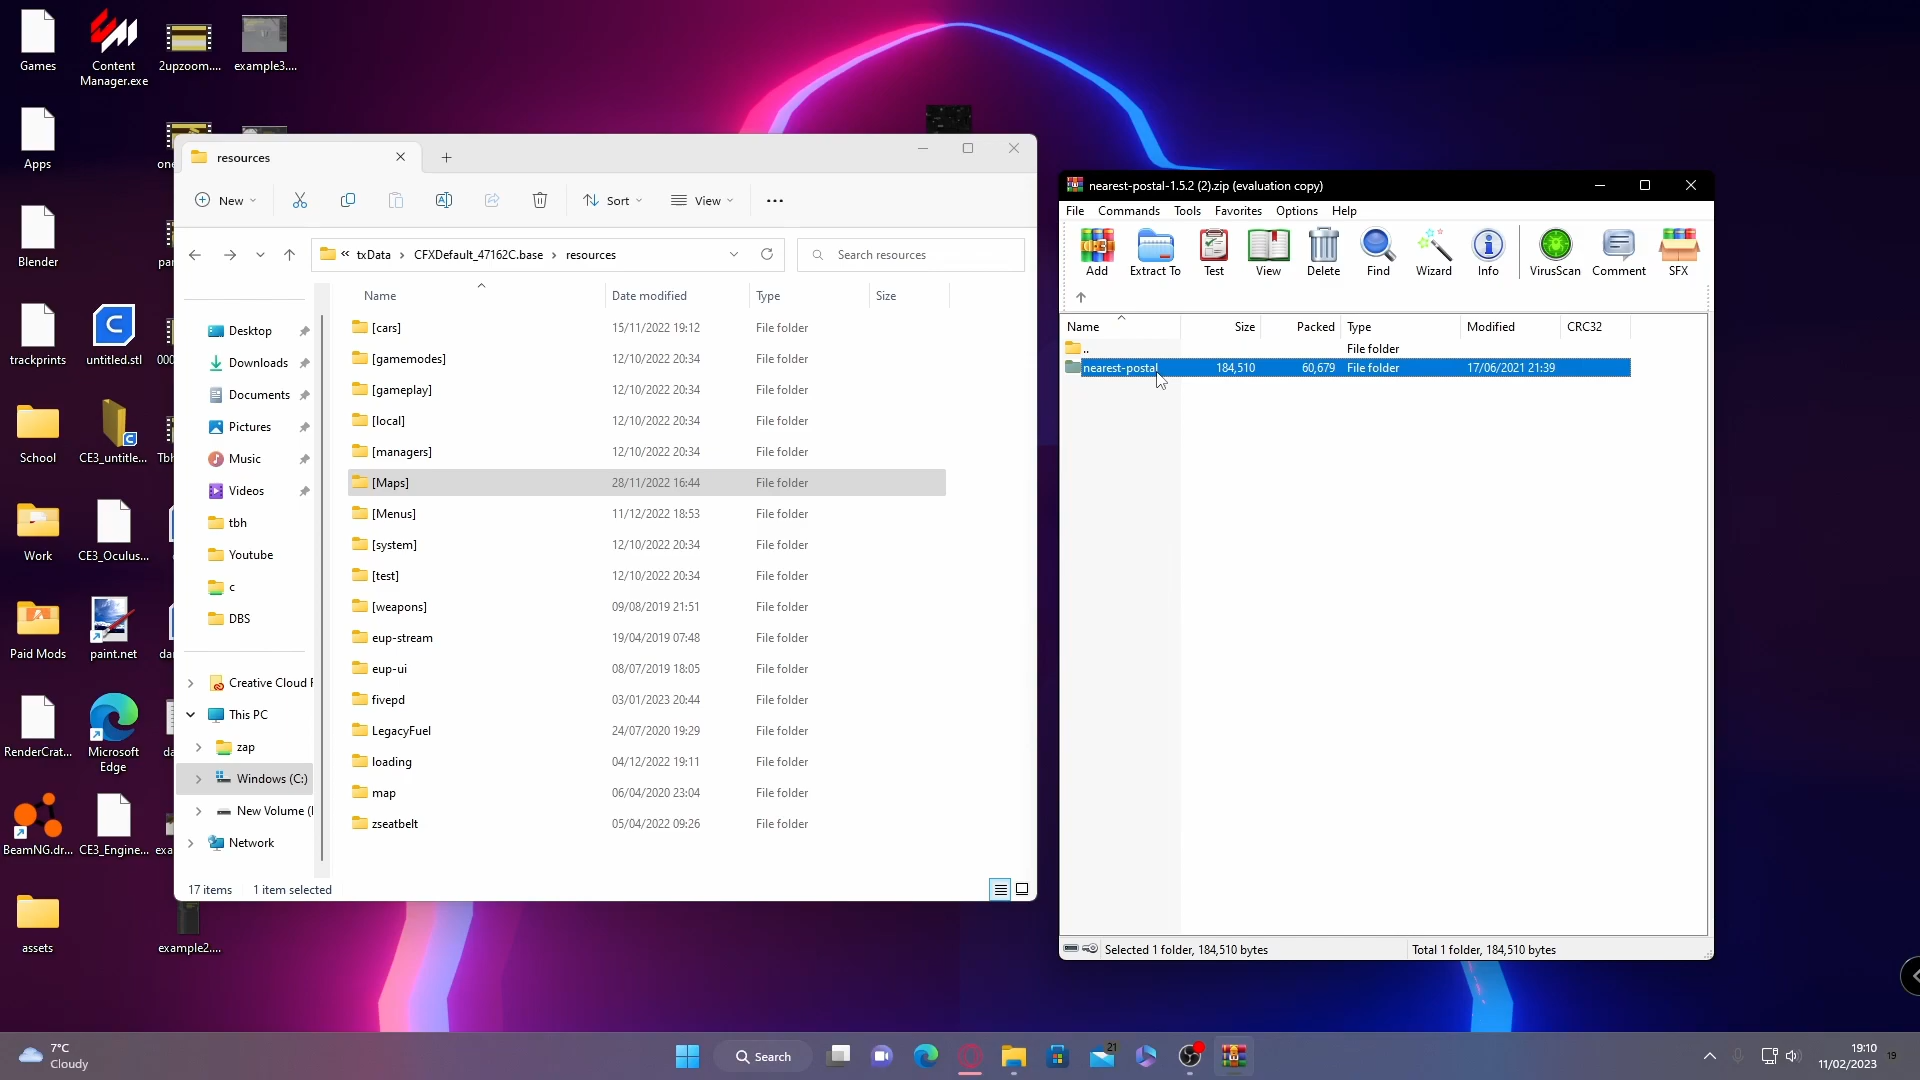 Games
Content
Manager.exe
2upzoom....
example3....
Apps
Blender
trackprints
untitled.stl
School
CE3_untitle...
Work
CE3_Oculus...
Paid Mods
paint.net
RenderCrat...
Microsoft
Edge
BeamNG.dr...
CE3_Engine...
assets
example2....
resources
New
Sort
View
txData > CFXDefault_47162C.base > resources
Search resources
Name Date modified Type Size
Desktop
Downloads
Documents
Pictures
Music
Videos
tbh
Youtube
c
DBS
Creative Cloud F
This PC
zap
Windows (C:)
New Volume (
Network
[cars] 15/11/2022 19:12 File folder
[gamemodes] 12/10/2022 20:34 File folder
[gameplay] 12/10/2022 20:34 File folder
[local] 12/10/2022 20:34 File folder
[managers] 12/10/2022 20:34 File folder
[Maps] 28/11/2022 16:44 File folder
[Menus] 11/12/2022 18:53 File folder
[system] 12/10/2022 20:34 File folder
[test] 12/10/2022 20:34 File folder
[weapons] 09/08/2019 21:51 File folder
eup-stream 19/04/2019 07:48 File folder
eup-ui 08/07/2019 18:05 File folder
fivepd 03/01/2023 20:44 File folder
LegacyFuel 24/07/2020 19:29 File folder
loading 04/12/2022 19:11 File folder
map 06/04/2020 23:04 File folder
zseatbelt 05/04/2022 09:26 File folder
17 items 1 item selected
nearest-postal-1.5.2 (2).zip (evaluation copy)
File Commands Tools Favorites Options Help
Add Extract To Test View Delete Find Wizard Info VirusScan Comment SFX
Name Size Packed Type Modified CRC32
.. File folder
nearest-postal 184,510 60,679 File folder 17/06/2021 21:39
Selected 1 folder, 184,510 bytes
Total 1 folder, 184,510 bytes
7°C
Cloudy
Search
21
19:10
11/02/2023
19